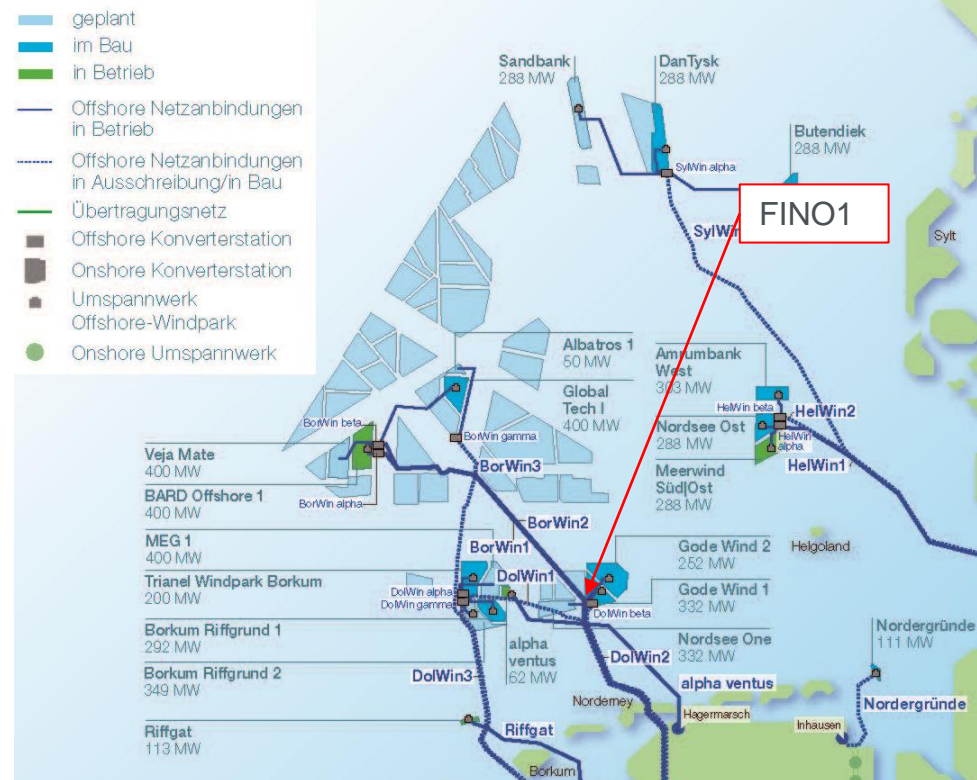 geplant
im Bau
in Betrieb
Offshore Netzanbindungen
in Betrieb
Offshore Netzanbindungen
in Ausschreibung/in Bau
Übertragungsnetz
Offshore Konverterstation
Onshore Konverterstation
Umspannwerk
Offshore-Windpark
Onshore Umspannwerk
Sandbank
288 MW
DanTysk
288 MW
Butendiek
288 MW
SylWin alpha
SylWi
FINO1
Sylt
Albatros 1
50 MW
Global
Tech I
400 MW
Amrumbank
West
303 MW
HelWin beta
HelWin2
Nordsee Ost
288 MW
HelWin
alpha
HelWin1
Meerwind
Süd|Ost
288 MW
BorWin beta
BorWin gamma
BorWin3
Veja Mate
400 MW
BARD Offshore 1
400 MW
BorWin alpha
BorWin2
MEG 1
400 MW
BorWin1
DolWin1
Gode Wind 2
252 MW
Helgoland
Trianel Windpark Borkum
200 MW
DolWin alpha
DolWin gamma
DolWin beta
Gode Wind 1
332 MW
Borkum Riffgrund 1
292 MW
alpha
ventus
62 MW
Nordsee One
332 MW
Nordergründe
111 MW
Borkum Riffgrund 2
349 MW
DolWin3
DolWin2
alpha ventus
Norderney
Hagermarsch
Nordergründe
Inhausen
Riffgat
113 MW
Riffgat
Borkum